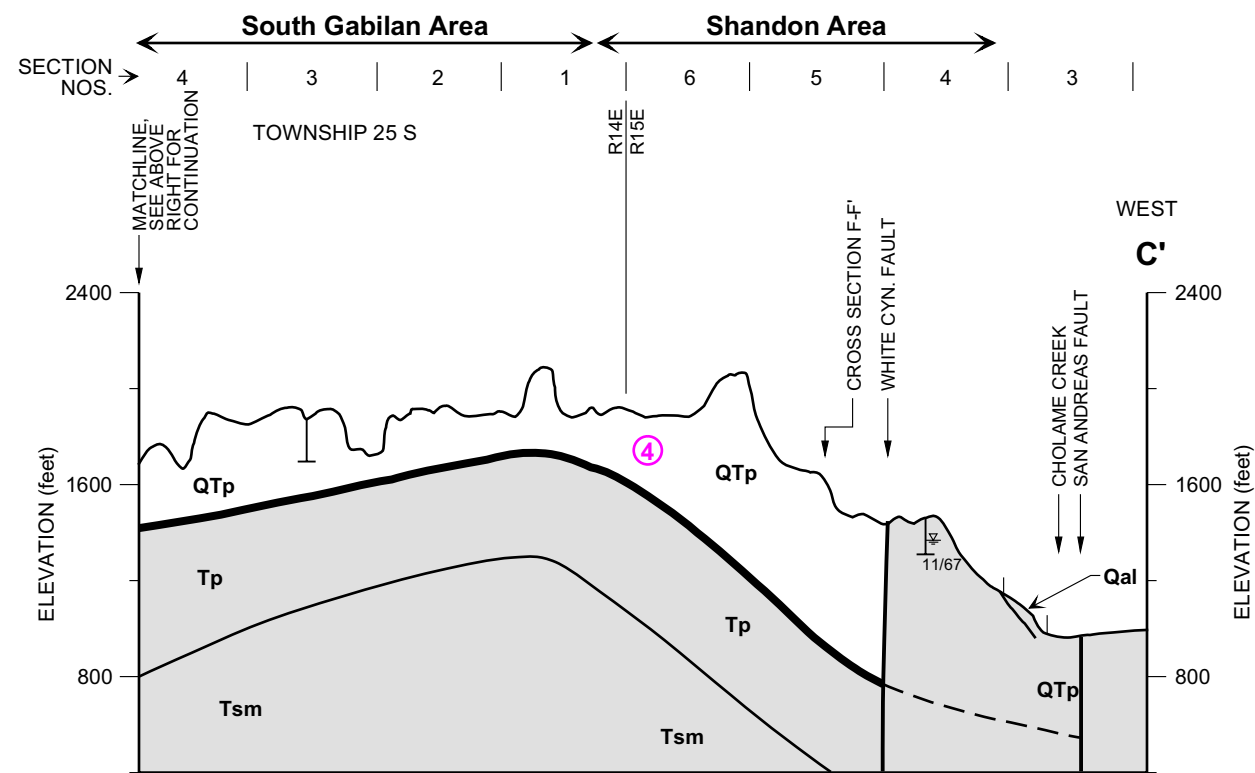 South Gabilan Area
Shandon Area
SECTION NOS.
4 3 2 1 6 5 4 3
TOWNSHIP 25 S
R14E
R15E
MATCHLINE,
SEE ABOVE
RIGHT FOR
CONTINUATION
CROSS SECTION F-F'
WHITE CYN. FAULT
CHOLAME CREEK
SAN ANDREAS FAULT
WEST
C'
2400
1600
800
ELEVATION (feet)
2400
1600
800
ELEVATION (feet)
4
QTp
QTp
11/67
Qal
Tp
Tp
QTp
Tsm
Tsm